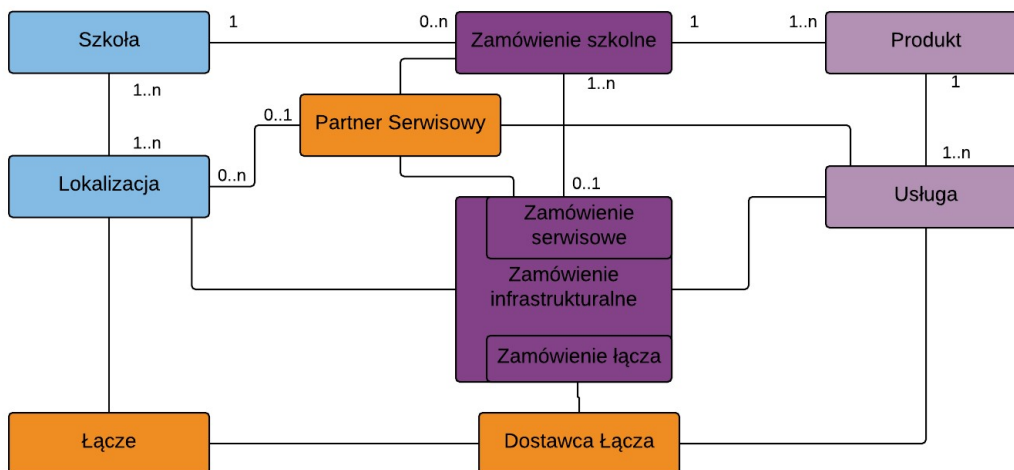 Szkoła
1
0..n
Zamówienie szkolne
1
1..n
Produkt
1..n
1..n
1
0..1
Partner Serwisowy
1..n
1..n
Lokalizacja
0..n
0..1
Usługa
Zamówienie
serwisowe
Zamówienie
infrastrukturalne
Zamówienie łącza
Łącze
Dostawca Łącza